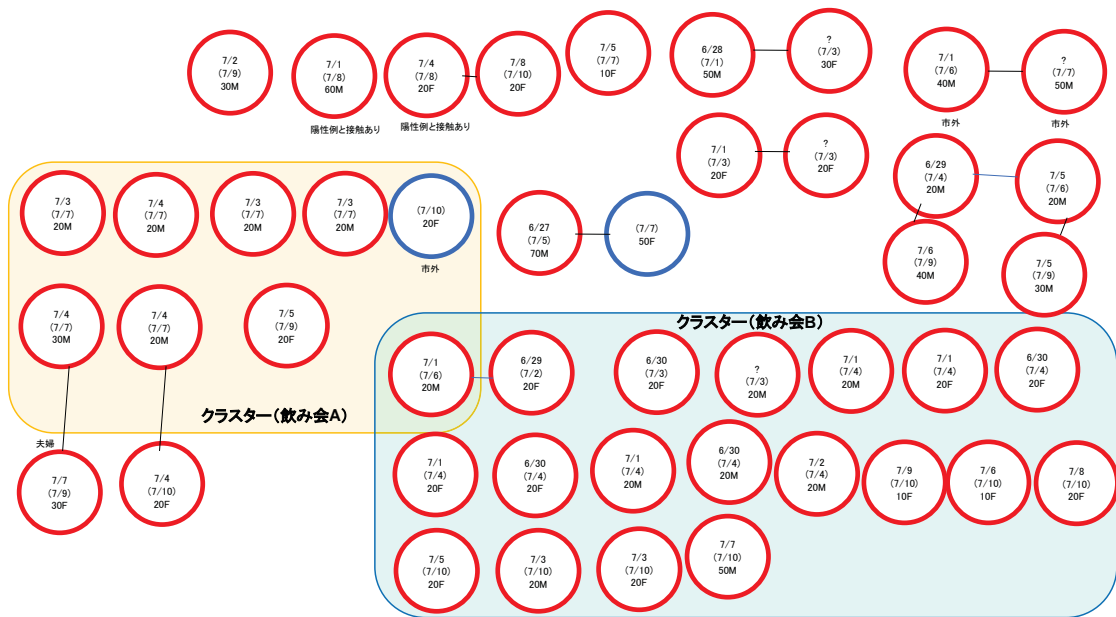 7/2
(7/9)
30M
7/1
(7/8)
60M
陽性例と接触あり
7/4
(7/8)
20F
陽性例と接触あり
7/8
(7/10)
20F
7/5
(7/7)
10F
6/28
(7/1)
50M
?
(7/3)
30F
7/1
(7/6)
40M
市外
?
(7/7)
50M
市外
7/1
(7/3)
20F
?
(7/3)
20F
6/29
(7/4)
20M
7/5
(7/6)
20M
7/6
(7/9)
40M
7/5
(7/9)
30M
6/27
(7/5)
70M
(7/7)
50F
7/3
(7/7)
20M
7/4
(7/7)
20M
7/3
(7/7)
20M
7/3
(7/7)
20M
(7/10)
20F
市外
7/4
(7/7)
30M
7/4
(7/7)
20M
7/5
(7/9)
20F
クラスター(飲み会A)
夫婦
7/7
(7/9)
30F
7/4
(7/10)
20F
クラスター(飲み会B)
7/1
(7/6)
20M
6/29
(7/2)
20F
6/30
(7/3)
20F
?
(7/3)
20M
7/1
(7/4)
20M
7/1
(7/4)
20F
6/30
(7/4)
20F
7/1
(7/4)
20F
6/30
(7/4)
20F
7/1
(7/4)
20M
6/30
(7/4)
20M
7/2
(7/4)
20M
7/9
(7/10)
10F
7/6
(7/10)
10F
7/8
(7/10)
20F
7/5
(7/10)
20F
7/3
(7/10)
20M
7/3
(7/10)
20F
7/7
(7/10)
50M